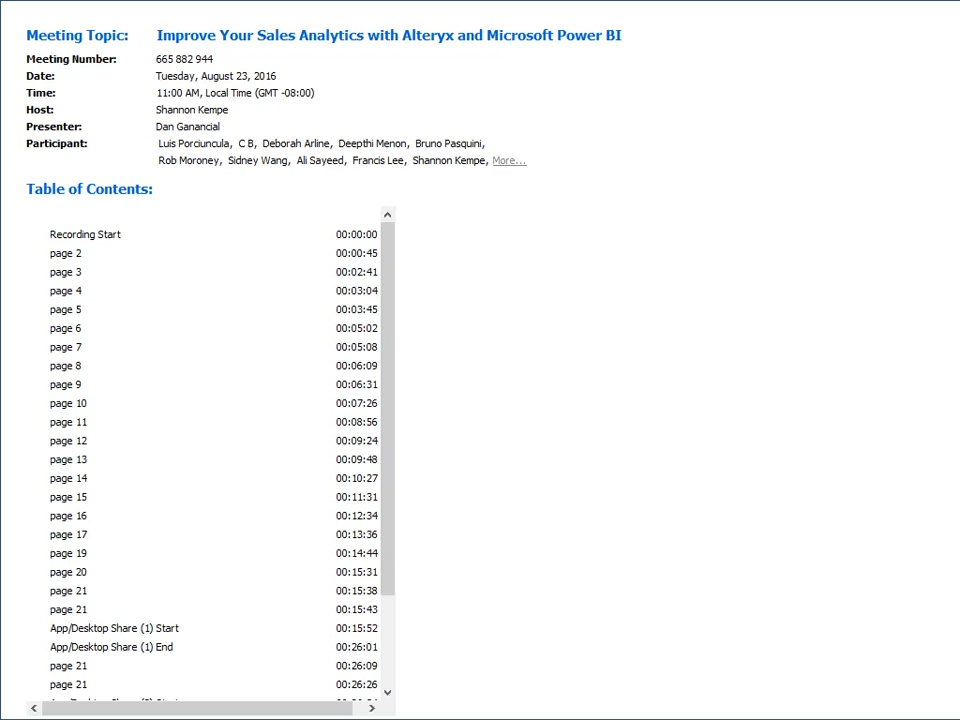 Meeting Topic: Improve Your Sales Analytics with Alteryx and Microsoft Power BI
Meeting Number: 665 882 944
Date: Tuesday, August 23, 2016
Time: 11:00 AM, Local Time (GMT -08:00)
Host: Shannon Kempe
Presenter: Dan Ganancial
Participant: Luis Porciuncula, C B, Deborah Arline, Deepthi Menon, Bruno Pasquini,
Rob Moroney, Sidney Wang, Ali Sayeed, Francis Lee, Shannon Kempe, More...
Table of Contents:
Recording Start 00:00:00
page 2 00:00:45
page 3 00:02:41
page 4 00:03:04
page 5 00:03:45
page 6 00:05:02
page 7 00:05:08
page 8 00:06:09
page 9 00:06:31
page 10 00:07:26
page 11 00:08:56
page 12 00:09:24
page 13 00:09:48
page 14 00:10:27
page 15 00:11:31
page 16 00:12:34
page 17 00:13:36
page 19 00:14:44
page 20 00:15:31
page 21 00:15:38
page 21 00:15:43
App/Desktop Share (1) Start 00:15:52
App/Desktop Share (1) End 00:26:01
page 21 00:26:09
page 21 00:26:26